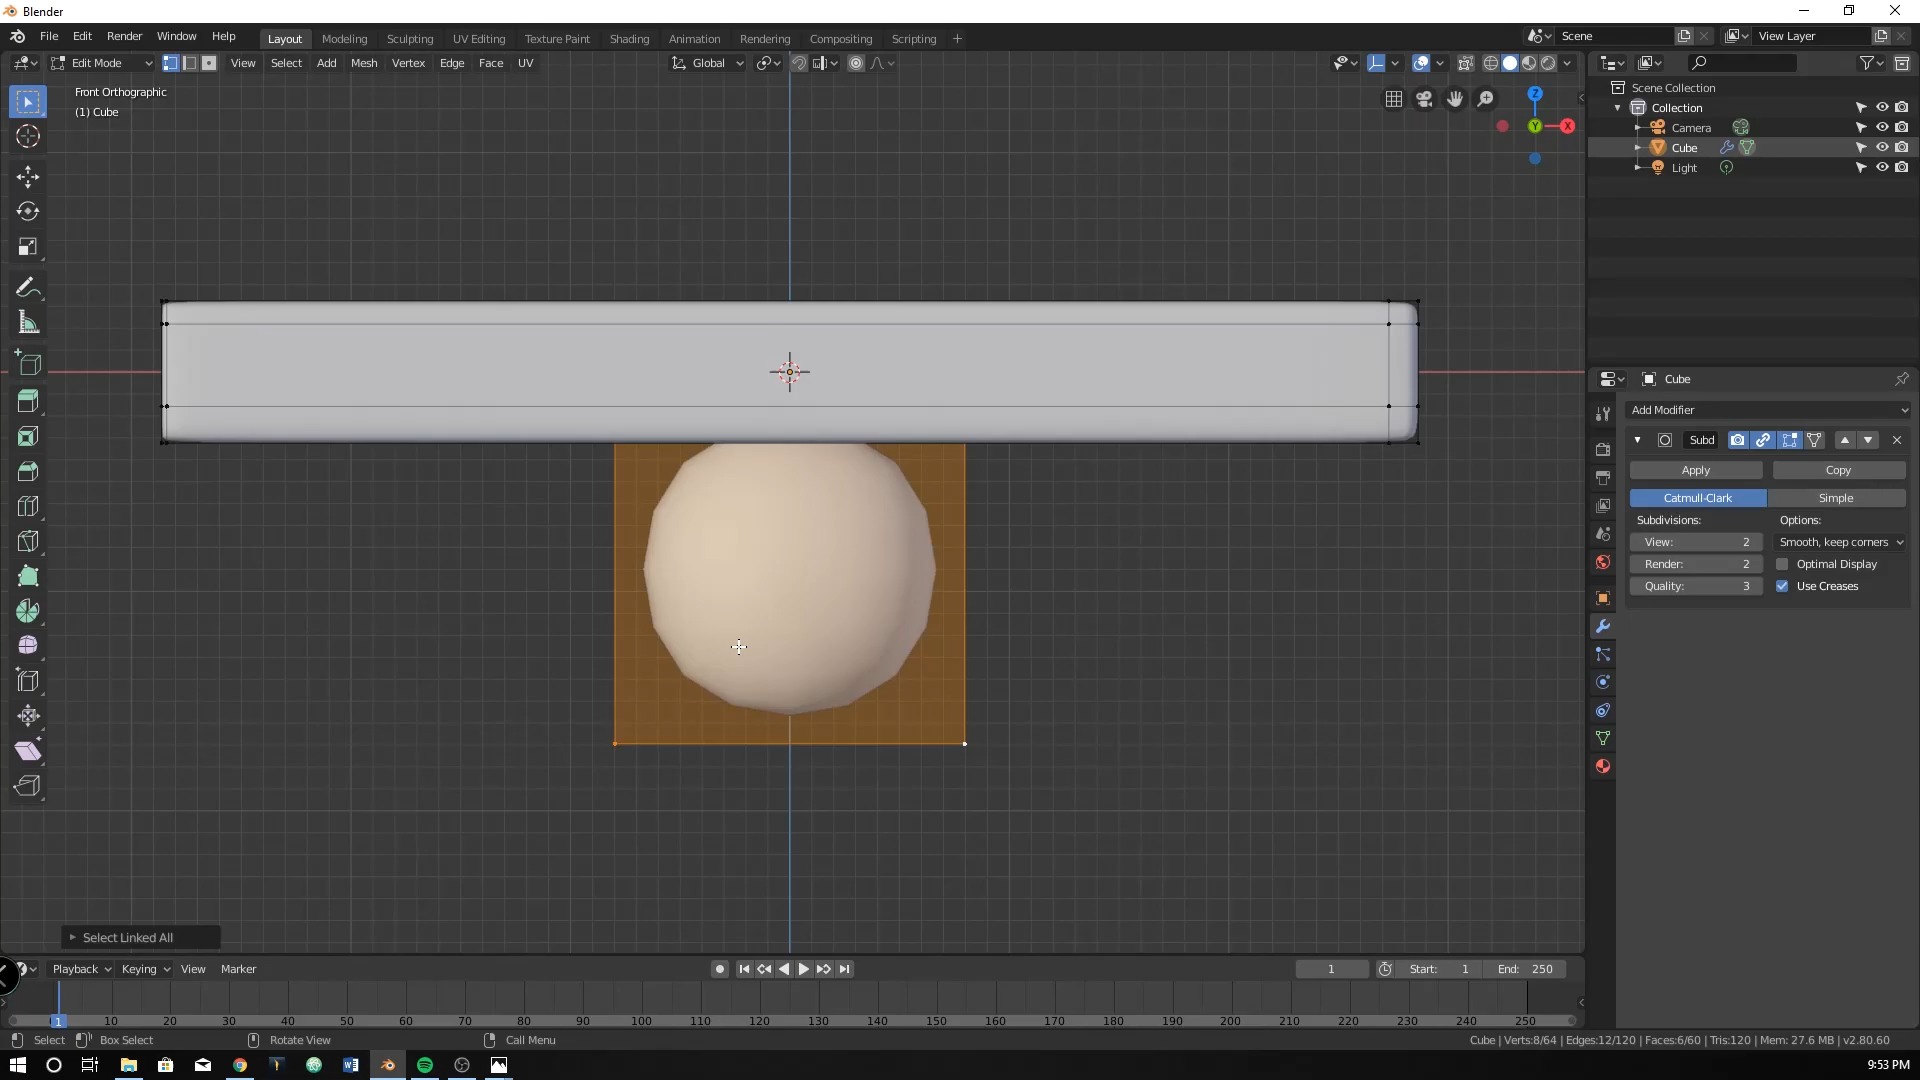 Blender
File Edit Render Window Help
Layout Modeling Sculpting UV Editing Texture Paint Shading Animation Rendering Compositing Scripting +
Scene
View Layer
Edit Mode View Select Add Mesh Vertex Edge Face UV
Global
Front Orthographic
(1) Cube
Z
Y
X
Scene Collection
Collection
Camera
Cube
Light
Cube
Add Modifier
Subd
Apply Copy
Catmull-Clark Simple
Subdivisions: Options:
View: 2 Smooth, keep corners
Render: 2 Optimal Display
Quality: 3 Use Creases
Select Linked All
Playback Keying View Marker
1 Start: 1 End: 250
1 10 20 30 40 50 60 70 80 90 100 110 120 130 140 150 160 170 180 190 200 210 220 230 240 250
Select Box Select Rotate View Call Menu
Cube | Verts:8/64 | Edges:12/120 | Faces:6/60 | Tris:120 | Mem: 27.6 MB | v2.80.60
9:53 PM